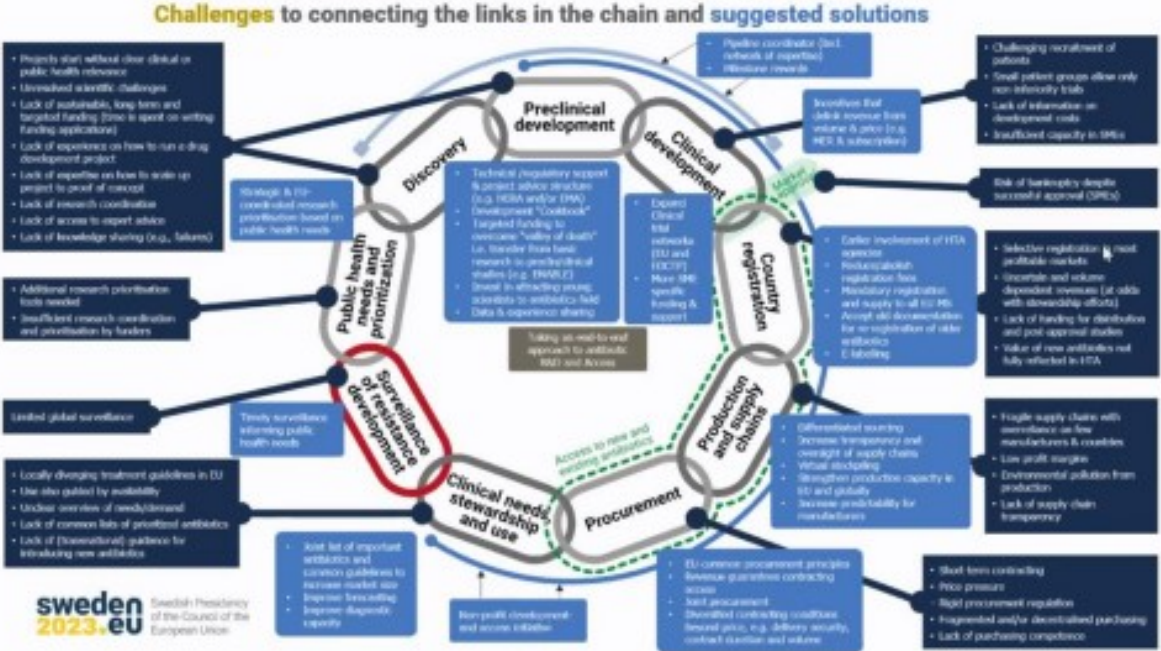 Challenges to connecting the links in the chain and suggested solutions
• Projects start without clear clinical or
public health relevance
• Unresolved scientific challenges
• Lack of sustainable, long-term and
targeted funding (time is spent on writing
funding applications)
• Lack of experience on how to run a drug
development project
• Lack of expertise on how to scale up
project to proof of concept
• Lack of research coordination
• Lack of access to expert advice
• Lack of knowledge sharing (e.g., failures)
• Additional research prioritisation
tools needed
• Insufficient research coordination
and prioritisation by funders
Limited global surveillance
• Locally diverging treatment guidelines in EU
• Use also guided by availability
• Unclear overview of needs/demand
• Lack of common lists of prioritized antibiotics
• Lack of (transnational) guidance for
introducing new antibiotics
Strategic & EU-
coordinated research
prioritisation based on
public health needs
Timely surveillance
informing public
health needs
• Joint list of important
antibiotics and
common guidelines to
increase market size
• Improve forecasting
• Improve diagnostic
capacity
Discovery
Preclinical
development
Clinical
development
Country
registration
Production
and supply
chains
Procurement
Clinical needs,
stewardship
and use
Surveillance
of resistance
development
Public health
needs and
prioritization
• Technical /regulatory support
& project advice structure
(e.g. HERA and/or EMA)
• Development "Cookbook"
• Targeted funding to
overcome "valley of death"
i.e. transfer from basic
research to preclin/clinical
studies (e.g. ENABLE)
• Invest in attracting young
scientists to antibiotics field
• Data & experience sharing
• Expand
Clinical
trial
networks
(EU and
EDCTP)
• More SME
specific
funding &
support
Taking an end-to-end
approach to antibiotic
R&D and Access
Access to new and
existing antibiotics
Market
• Pipeline coordinator (incl.
network of expertise)
• Milestone rewards
Incentives that
delink revenue from
volume & price (e.g.
MER & subscription)
• Challenging recruitment of
patients
• Small patient groups allow only
non-inferiority trials
• Lack of information on
development costs
• Insufficient capacity in SMEs
Risk of bankruptcy despite
successful approval (SMEs)
• Earlier involvement of HTA
agencies
• Reduce/abolish
registration fees
• Mandatory registration
and supply to all EU MS
• Accept old documentation
for re-registration of older
antibiotics
• E-labelling
• Selective registration in most
profitable markets
• Uncertain and volume
dependent revenues (at odds
with stewardship efforts)
• Lack of funding for distribution
and post-approval studies
• Value of new antibiotics not
fully reflected in HTA
• Differentiated sourcing
• Increase transparency and
oversight of supply chains
• Virtual stockpiling
• Strengthen production capacity in
EU and globally
• Increase predictability for
manufacturers
• Fragile supply chains with
overreliance on few
manufacturers & countries
• Low profit margins
• Environmental pollution from
production
• Lack of supply chain
transparency
• EU-common procurement principles
• Revenue guarantee contracting
access
• Joint procurement
• Diversified contracting conditions
beyond price, e.g. delivery security,
contract duration and volume
• Short term contracting
• Price pressure
• Rigid procurement regulation
• Fragmented and/or decentralised purchasing
• Lack of purchasing competence
Non-profit development
and access initiative
sweden
2023.eu
Swedish Presidency
of the Council of the
European Union